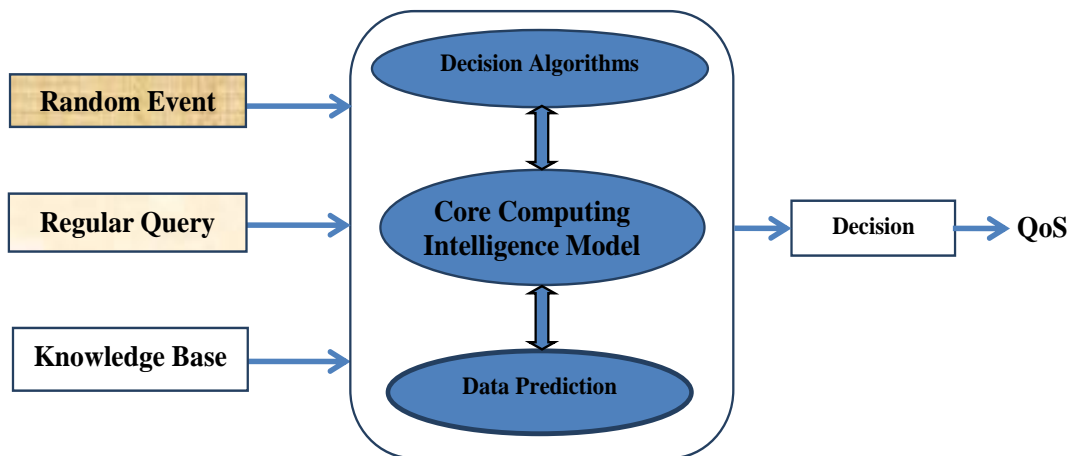 Random Event
Regular Query
Knowledge Base
Decision Algorithms
Core Computing
Intelligence Model
Data Prediction
Decision
QoS